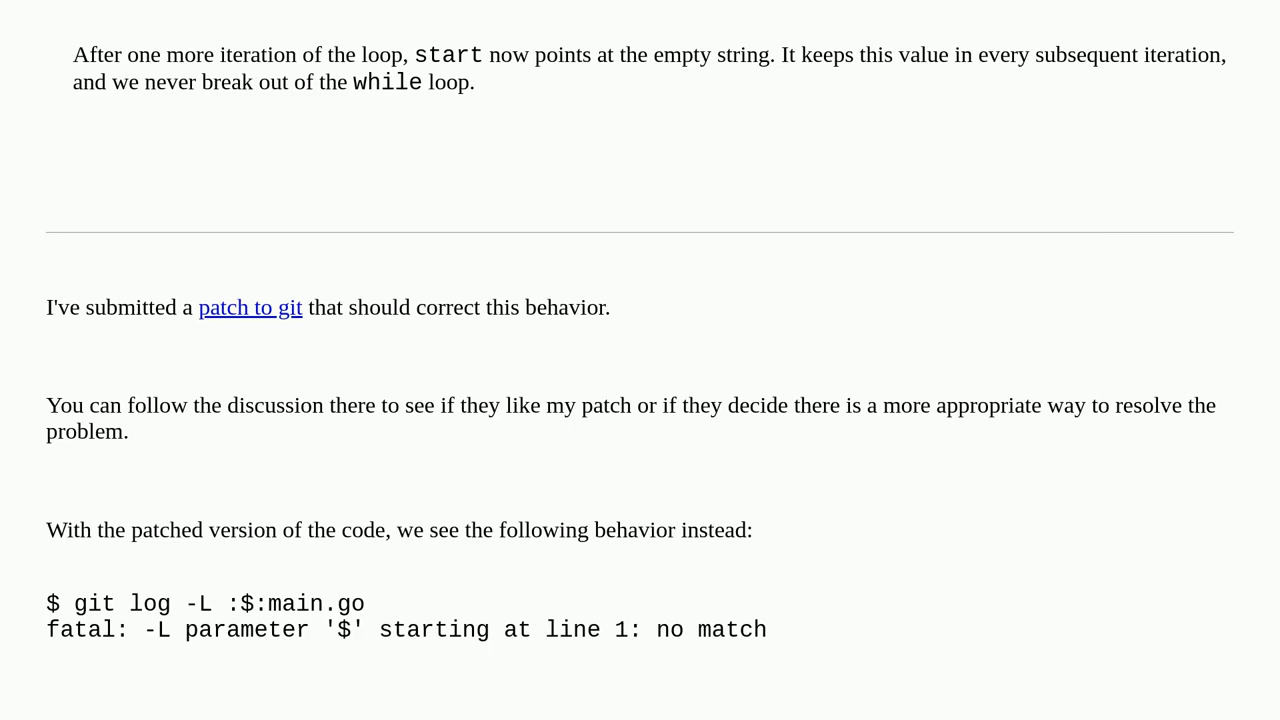 After one more iteration of the loop, start now points at the empty string. It keeps this value in every subsequent iteration,
and we never break out of the while loop.
I've submitted a patch to git that should correct this behavior.
You can follow the discussion there to see if they like my patch or if they decide there is a more appropriate way to resolve the
problem.
With the patched version of the code, we see the following behavior instead:
$ git log -L :$:main.go
fatal: -L parameter '$' starting at line 1: no match